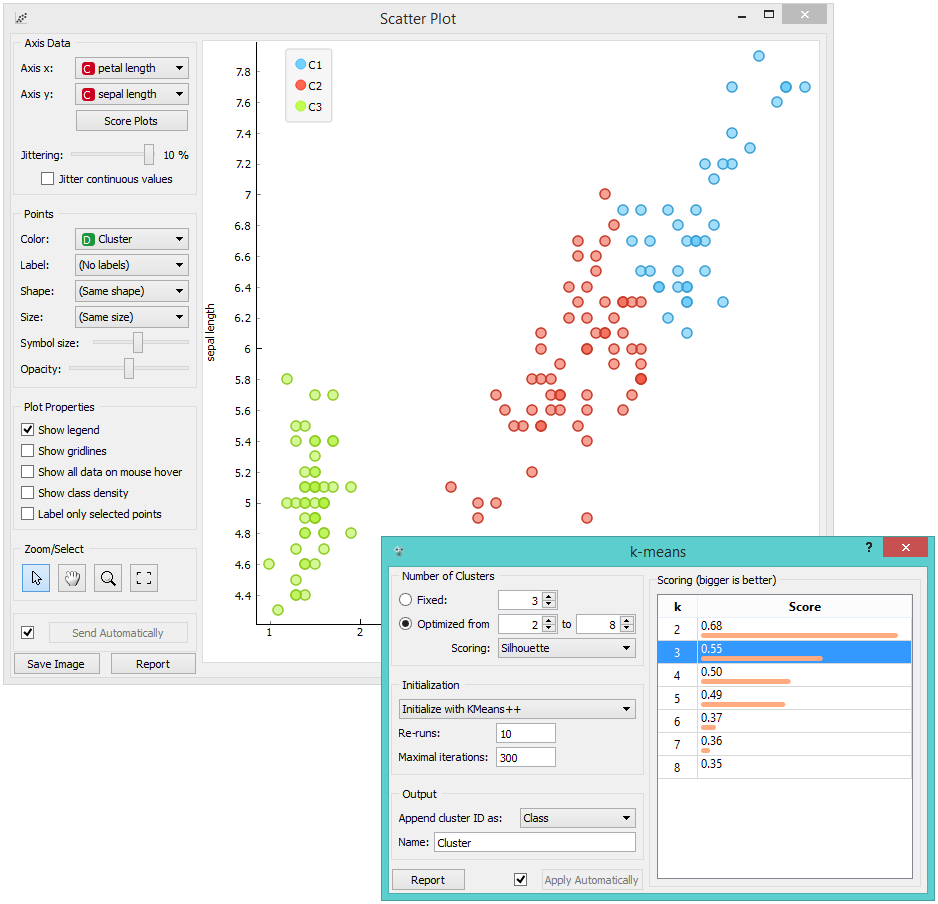 Scatter Plot
Axis Data
Axis x: C petal length
Axis y: C sepal length
Score Plots
Jittering: 10 %
Jitter continuous values
Points
Color: D Cluster
Label: (No labels)
Shape: (Same shape)
Size: (Same size)
Symbol size:
Opacity:
Plot Properties
Show legend
Show gridlines
Show all data on mouse hover
Show class density
Label only selected points
Zoom/Select
Send Automatically
Save Image Report
C1
C2
C3
7.8
7.6
7.4
7.2
7
6.8
6.6
6.4
6.2
6
5.8
5.6
5.4
5.2
5
4.8
4.6
4.4
sepal length
1 2
k-means
?
Number of Clusters
Fixed: 3
Optimized from 2 to 8
Scoring: Silhouette
Initialization
Initialize with KMeans++
Re-runs: 10
Maximal iterations: 300
Output
Append cluster ID as: Class
Name: Cluster
Report Apply Automatically
Scoring (bigger is better)
k Score
2 0.68
3 0.55
4 0.50
5 0.49
6 0.37
7 0.36
8 0.35